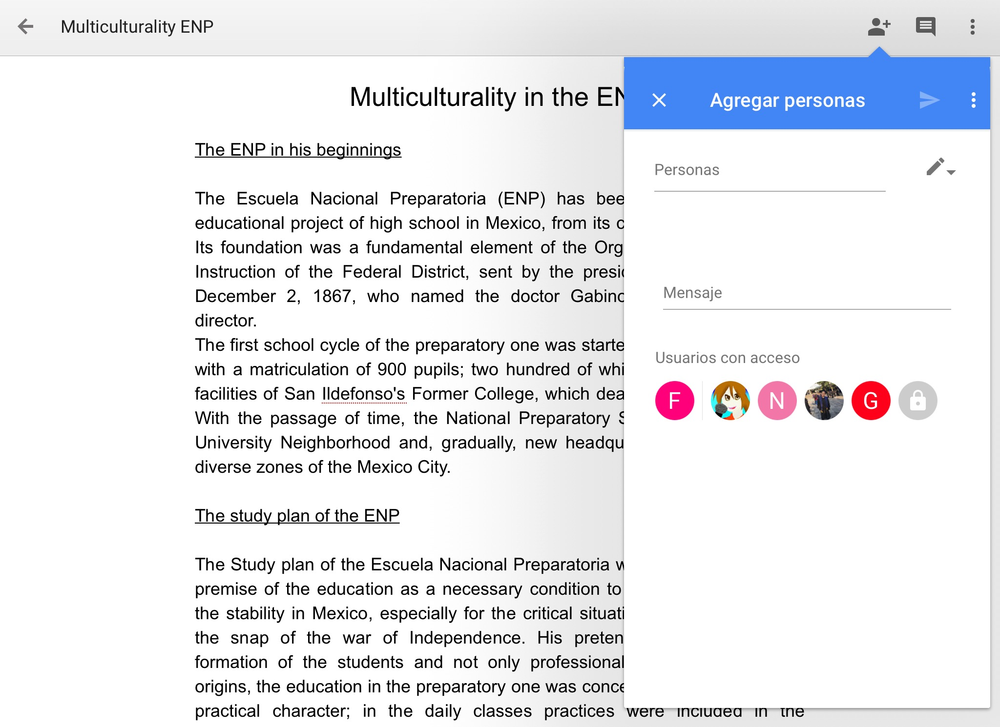 Multiculturality ENP
Multiculturality in the EN
Agregar personas
The ENP in his beginnings
Personas
The Escuela Nacional Preparatoria (ENP) has bee
educational project of high school in Mexico, from its c
Its foundation was a fundamental element of the Org
Instruction of the Federal District, sent by the presid
December 2, 1867, who named the doctor Gabino
director.
Mensaje
The first school cycle of the preparatory one was starte
with a matriculation of 900 pupils; two hundred of whi
facilities of San Ildefonso's Former College, which dea
With the passage of time, the National Preparatory S
University Neighborhood and, gradually, new headqu
diverse zones of the Mexico City.
Usuarios con acceso
F N G
The study plan of the ENP
The Study plan of the Escuela Nacional Preparatoria w
premise of the education as a necessary condition to
the stability in Mexico, especially for the critical situati
the snap of the war of Independence. His preten
formation of the students and not only professional
origins, the education in the preparatory one was conce
practical character; in the daily classes practices were included in the